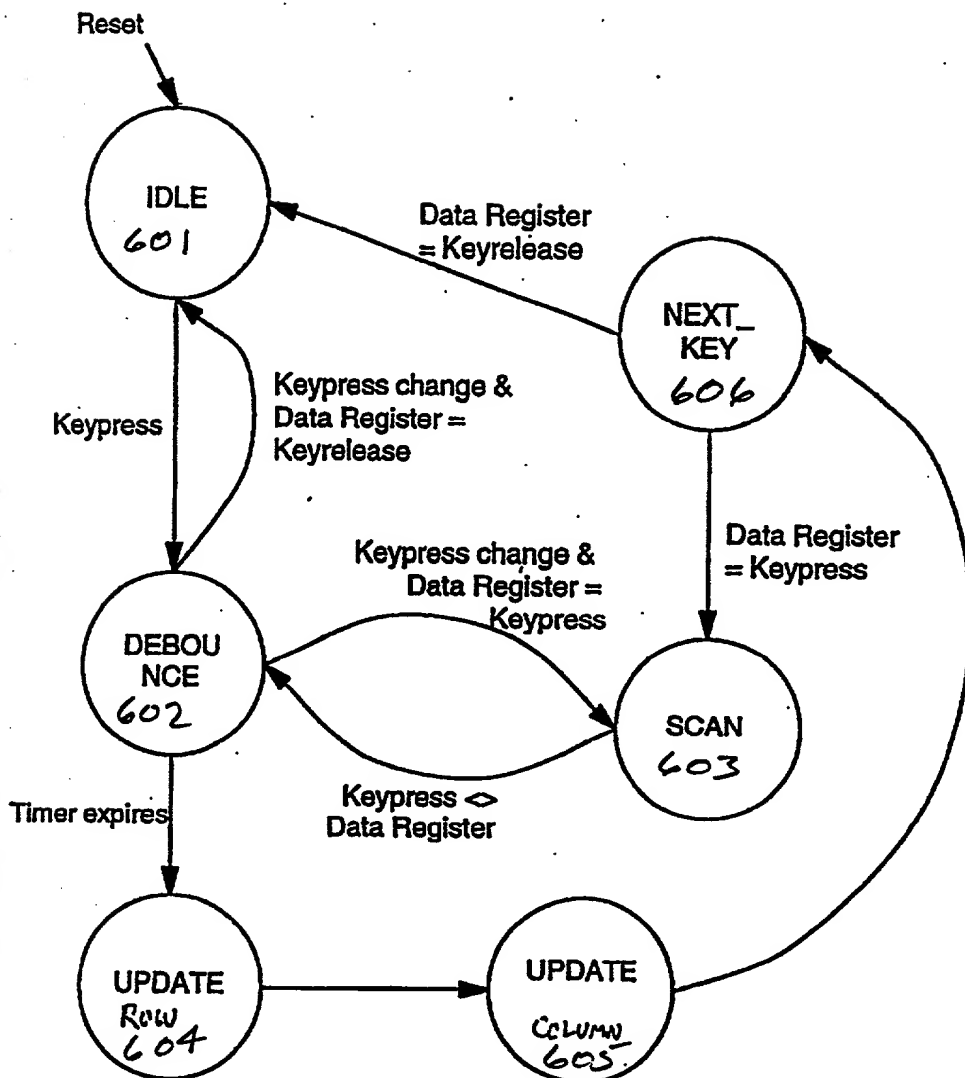 Reset
IDLE
601
Data Register
= Keyrelease
NEXT_
KEY
606
Keypress
Keypress change &
Data Register =
Keyrelease
Keypress change &
Data Register =
Keypress
Data Register
= Keypress
DEBOU
NCE
602
SCAN
603
Keypress <>
Data Register
Timer expires
UPDATE
ROW
604
UPDATE
COLUMN
605